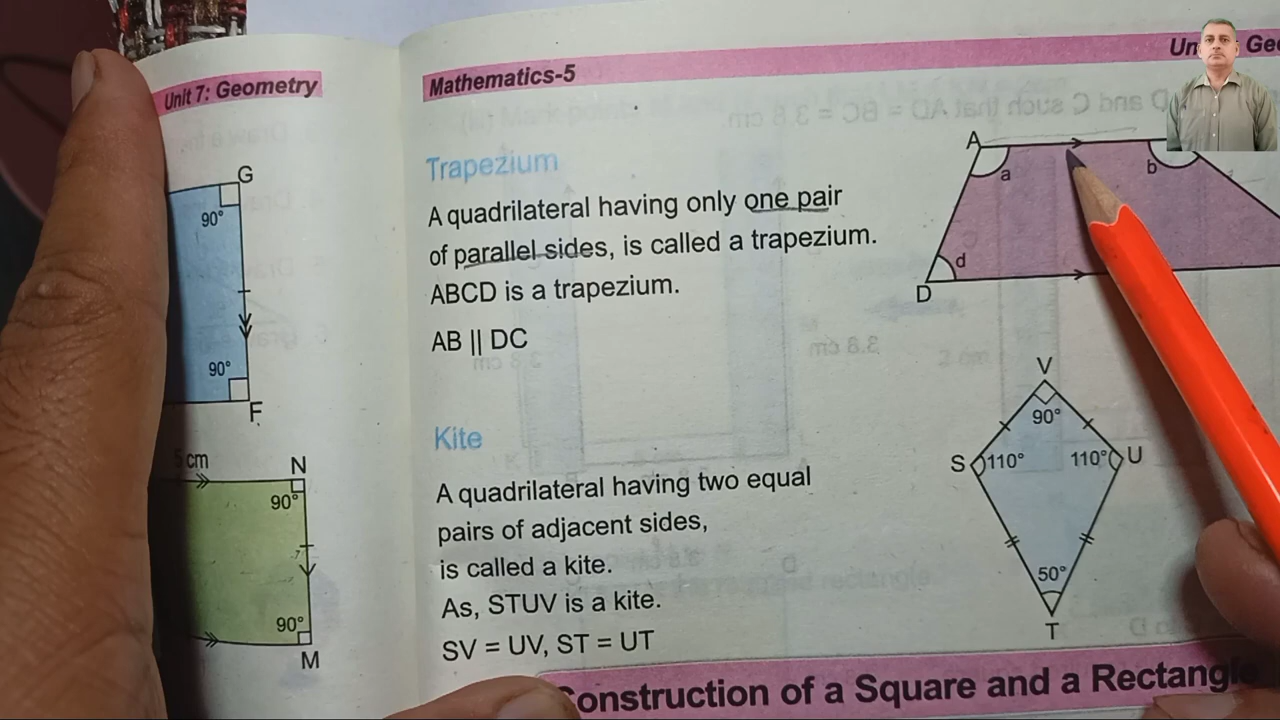 Unit 7: Geometry
G
90°
90°
F
5 cm
N
90°
90°
M
Mathematics-5
Trapezium
A quadrilateral having only one pair
of parallel sides, is called a trapezium.
ABCD is a trapezium.
AB || DC
A
a
b
d
D
Kite
A quadrilateral having two equal
pairs of adjacent sides,
is called a kite.
As, STUV is a kite.
SV = UV, ST = UT
V
90°
S 110° 110° U
50°
T
Construction of a Square and a Rectangle